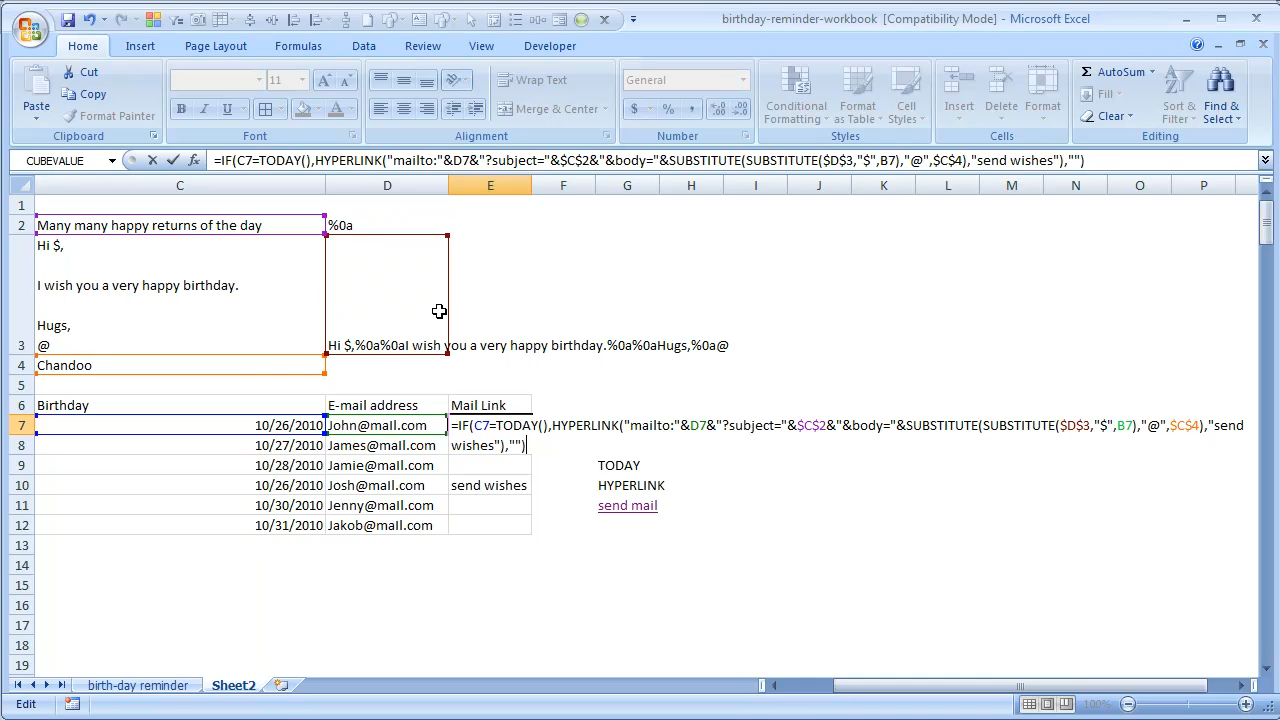 rthday-reminder-workbook [Compatibility Mode] - Microsoft Excel
Home Insert Page Layout Formulas Data Review View Developer
Paste Cut Copy Format Painter
11
Wrap Text Merge & Center
General
$ % ,
Conditional Formatting Format as Table Cell Styles
Insert Delete Format
Σ AutoSum Fill Clear
Sort & Filter Find & Select
Clipboard Font Alignment Number Styles Cells Editing
CUBEVALUE fx =IF(C7=TODAY(),HYPERLINK("mailto:"&D7&"?subject="&$C$2&"&body="&SUBSTITUTE(SUBSTITUTE($D$3,"$",B7),"@",$C$4),"send wishes"),"")
C D E F G H I J K L M N O P
1
2 Many many happy returns of the day %0a
Hi $,
I wish you a very happy birthday.
Hugs,
3 @ Hi $,%0a%0aI wish you a very happy birthday.%0a%0aHugs,%0a@
4 Chandoo
5
6 Birthday E-mail address Mail Link
7 10/26/2010 John@maIl.com =IF(C7=TODAY(),HYPERLINK("mailto:"&D7&"?subject="&$C$2&"&body="&SUBSTITUTE(SUBSTITUTE($D$3,"$",B7),"@",$C$4),"send
8 10/27/2010 James@maIl.com wishes"),"")
9 10/28/2010 Jamie@maIl.com TODAY
10 10/26/2010 Josh@maIl.com send wishes HYPERLINK
11 10/30/2010 Jenny@maIl.com send mail
12 10/31/2010 Jakob@maIl.com
13
14
15
16
17
18
19
birth-day reminder Sheet2
Edit 100%